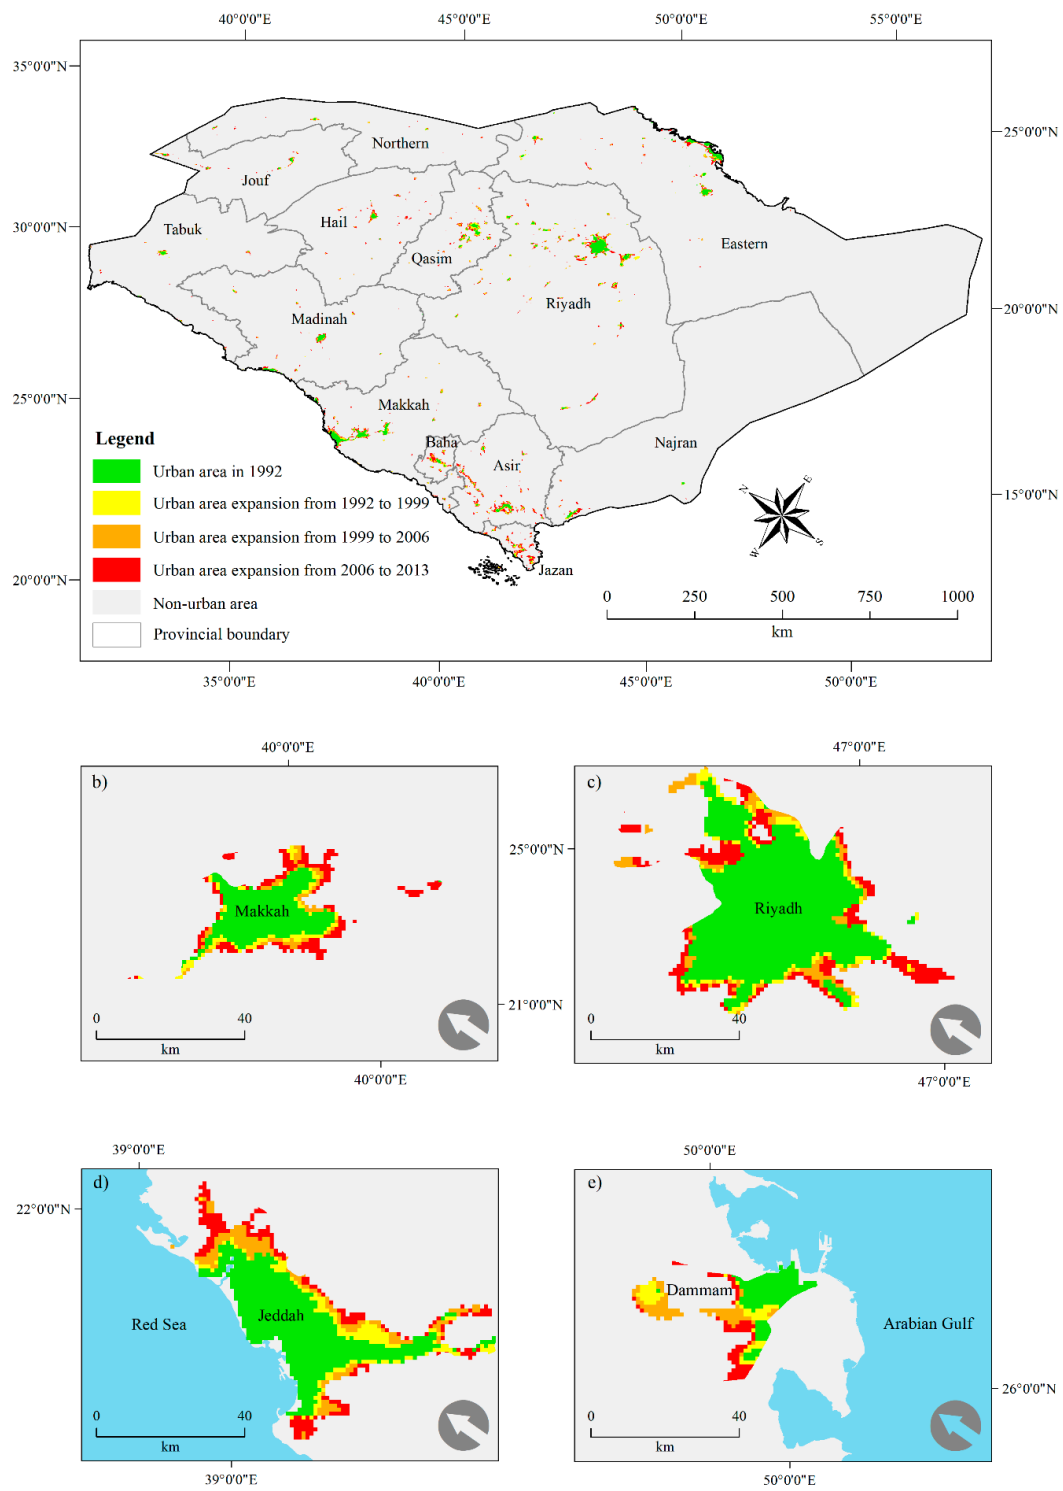 40°0'0"E
45°0'0"E
50°0'0"E
55°0'0"E
35°0'0"N
25°0'0"N
Northern
Jouf
Hail
Tabuk
30°0'0"N
Qasim
Eastern
Riyadh
Madinah
20°0'0"N
25°0'0"N
Makkah
Baha
Asir
Najran
Legend
Urban area in 1992
Urban area expansion from 1992 to 1999
Urban area expansion from 1999 to 2006
Urban area expansion from 2006 to 2013
Non-urban area
Provincial boundary
N
E
W
S
15°0'0"N
20°0'0"N
Jazan
0 250 500 750 1000
km
35°0'0"E
40°0'0"E
45°0'0"E
50°0'0"E
40°0'0"E
b)
Makkah
0 40
km
21°0'0"N
40°0'0"E
47°0'0"E
c)
25°0'0"N
Riyadh
0 40
km
47°0'0"E
39°0'0"E
d)
22°0'0"N
Jeddah
Red Sea
0 40
km
39°0'0"E
50°0'0"E
e)
Dammam
Arabian Gulf
26°0'0"N
0 40
km
50°0'0"E